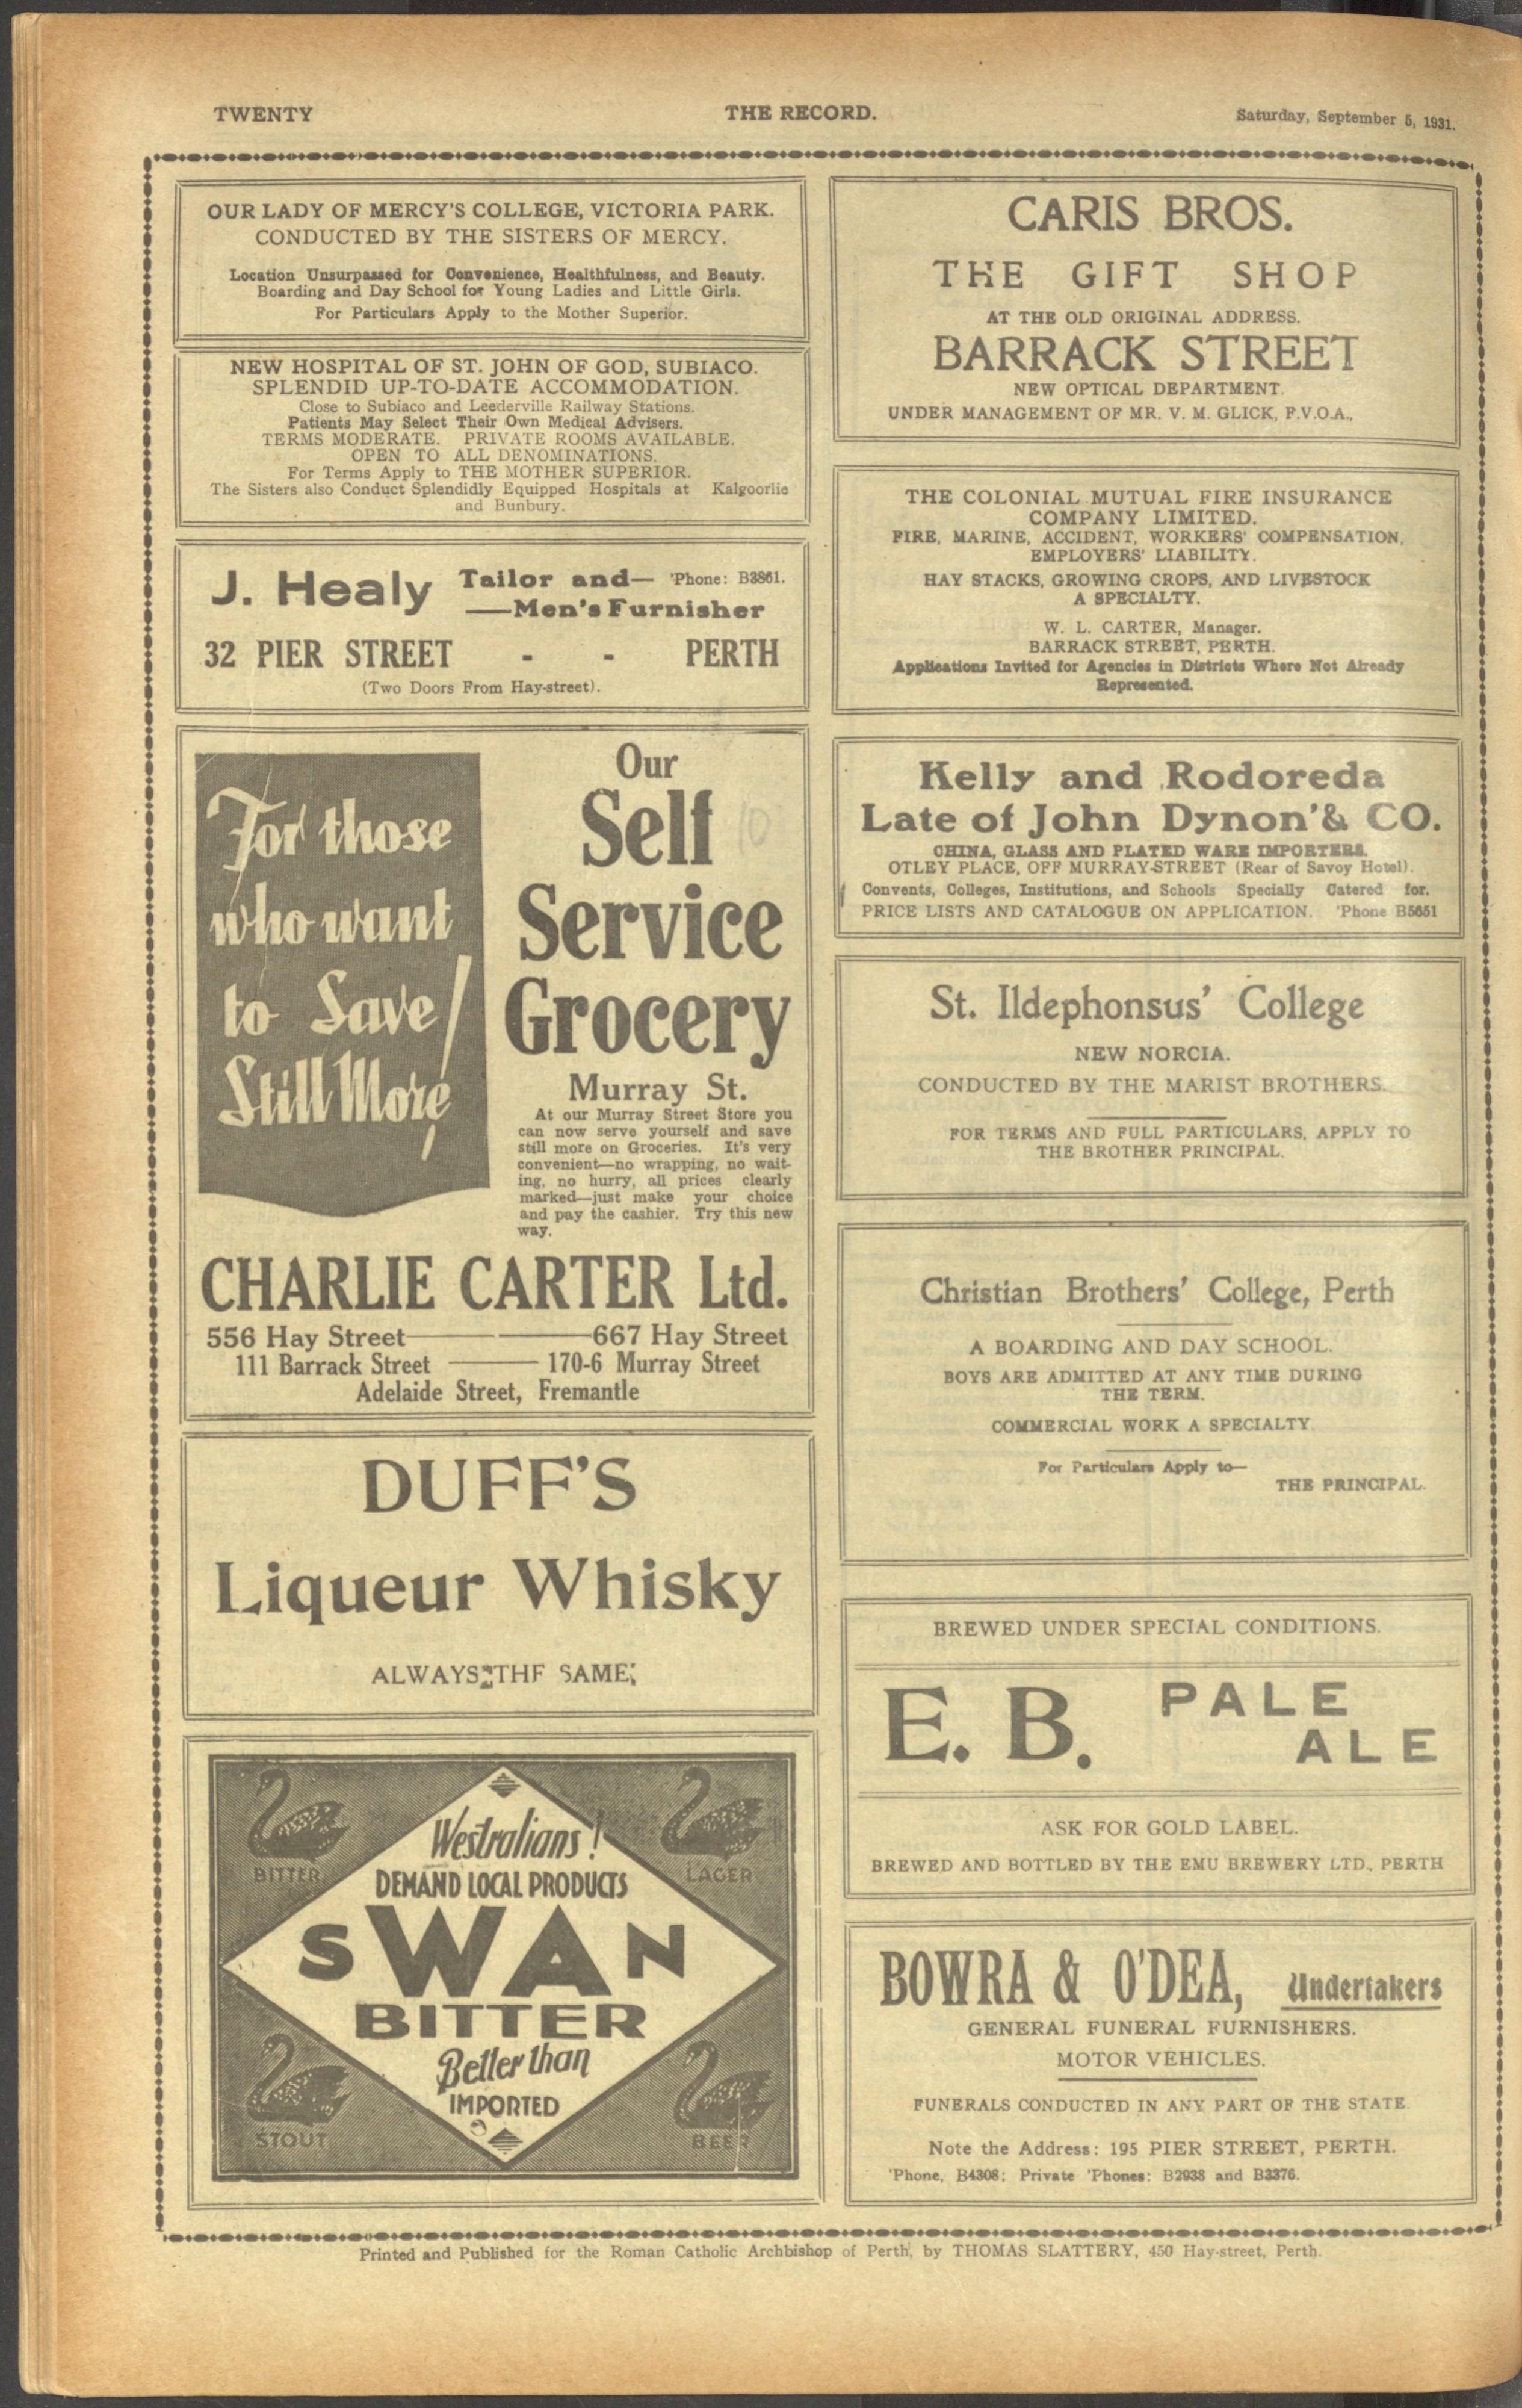 TWENTY
THE RECORD.
Saturday, September 5, 1931.
OUR LADY OF MERCY'S COLLEGE, VICTORIA PARK.
CONDUCTED BY THE SISTERS OF MERCY.
Location Unsurpassed for Convenience, Healthfulness, and Beauty.
Boarding and Day School for Young Ladies and Little Girls.
For Particulars Apply to the Mother Superior.
NEW HOSPITAL OF ST. JOHN OF GOD, SUBIACO.
SPLENDID UP-TO-DATE ACCOMMODATION.
Close to Subiaco and Leederville Railway Stations.
Patients May Select Their Own Medical Advisers.
TERMS MODERATE. PRIVATE ROOMS AVAILABLE.
OPEN TO ALL DENOMINATIONS.
For Terms Apply to THE MOTHER SUPERIOR.
The Sisters also Conduct Splendidly Equipped Hospitals at Kalgoorlie
and Bunbury.
J. Healy Tailor and— 'Phone: B3861.
—Men's Furnisher
32 PIER STREET - - PERTH
(Two Doors From Hay-street).
For those
who want
to Save!
Still More
Our
Self
Service
Grocery
Murray St.
At our Murray Street Store you
can now serve yourself and save
still more on Groceries. It's very
convenient—no wrapping, no wait-
ing, no hurry, all prices clearly
marked—just make your choice
and pay the cashier. Try this new
way.
CHARLIE CARTER Ltd.
556 Hay Street——667 Hay Street
111 Barrack Street —— 170-6 Murray Street
Adelaide Street, Fremantle
DUFF'S
Liqueur Whisky
ALWAYS THE SAME
BITTER
LAGER
Westralians!
DEMAND LOCAL PRODUCTS
SWAN
BITTER
Better than
IMPORTED
STOUT
BEER
CARIS BROS.
THE GIFT SHOP
AT THE OLD ORIGINAL ADDRESS.
BARRACK STREET
NEW OPTICAL DEPARTMENT.
UNDER MANAGEMENT OF MR. V. M. GLICK, F.V.O.A.,
THE COLONIAL MUTUAL FIRE INSURANCE
COMPANY LIMITED.
FIRE, MARINE, ACCIDENT, WORKERS' COMPENSATION,
EMPLOYERS' LIABILITY.
HAY STACKS, GROWING CROPS, AND LIVESTOCK
A SPECIALTY.
W. L. CARTER, Manager.
BARRACK STREET, PERTH.
Applications Invited for Agencies in Districts Where Not Already
Represented.
Kelly and Rodoreda
Late of John Dynon'& CO.
CHINA, GLASS AND PLATED WARE IMPORTERS.
OTLEY PLACE, OFF MURRAY-STREET (Rear of Savoy Hotel).
Convents, Colleges, Institutions, and Schools Specially Catered for.
PRICE LISTS AND CATALOGUE ON APPLICATION. 'Phone B5651
St. Ildephonsus' College
NEW NORCIA.
CONDUCTED BY THE MARIST BROTHERS.
FOR TERMS AND FULL PARTICULARS, APPLY TO
THE BROTHER PRINCIPAL.
Christian Brothers' College, Perth
A BOARDING AND DAY SCHOOL.
BOYS ARE ADMITTED AT ANY TIME DURING
THE TERM.
COMMERCIAL WORK A SPECIALTY
For Particulars Apply to—
THE PRINCIPAL.
BREWED UNDER SPECIAL CONDITIONS.
E. B. PALE
ALE
ASK FOR GOLD LABEL.
BREWED AND BOTTLED BY THE EMU BREWERY LTD., PERTH
BOWRA & O'DEA, Undertakers
GENERAL FUNERAL FURNISHERS.
MOTOR VEHICLES.
FUNERALS CONDUCTED IN ANY PART OF THE STATE.
Note the Address: 195 PIER STREET, PERTH.
'Phone, B4308; Private 'Phones: B2938 and B3376.
Printed and Published for the Roman Catholic Archbishop of Perth, by THOMAS SLATTERY, 450 Hay-street, Perth.